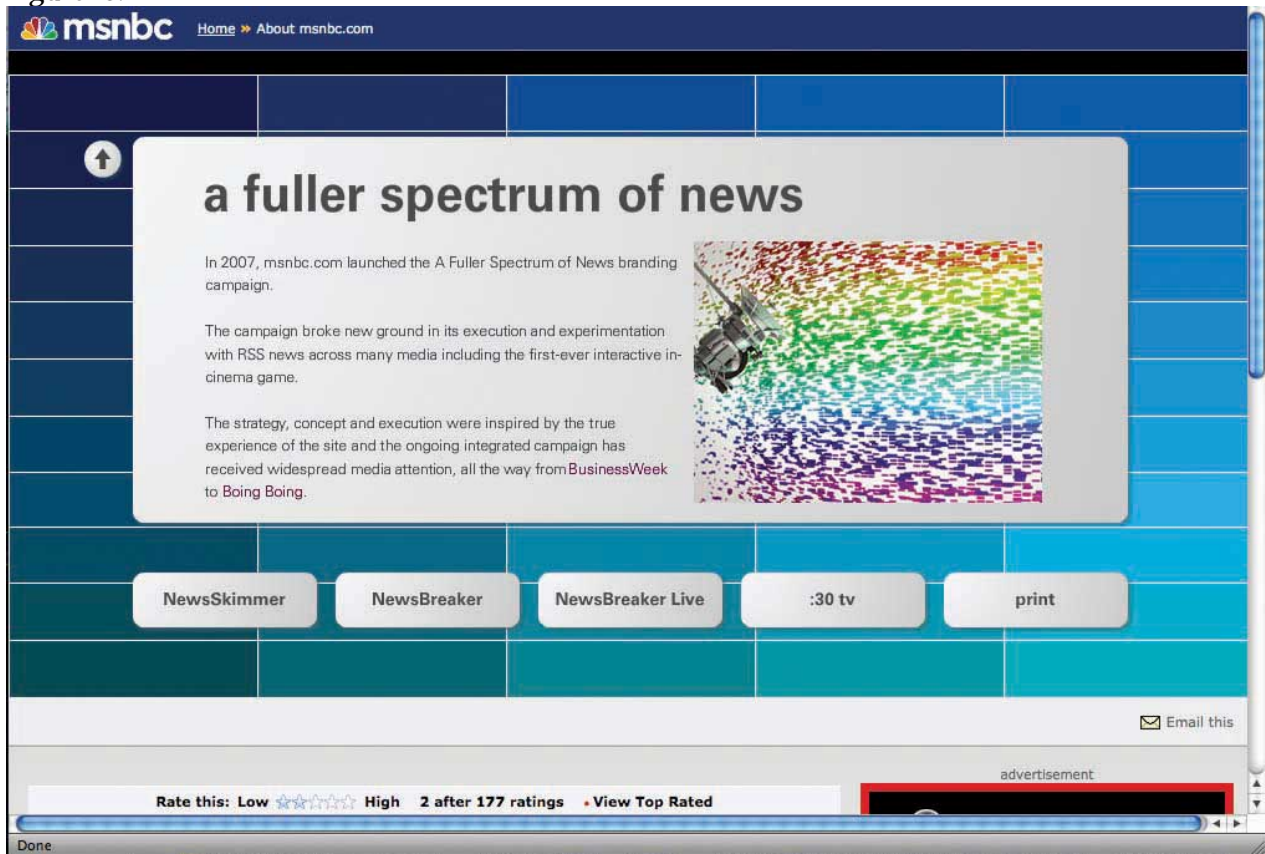 msnbc Home » About msnbc.com
a fuller spectrum of news
In 2007, msnbc.com launched the A Fuller Spectrum of News branding
campaign.
The campaign broke new ground in its execution and experimentation
with RSS news across many media including the first-ever interactive in-
cinema game.
The strategy, concept and execution were inspired by the true
experience of the site and the ongoing integrated campaign has
received widespread media attention, all the way from BusinessWeek
to Boing Boing.
NewsSkimmer NewsBreaker NewsBreaker Live :30 tv print
Email this
advertisement
Rate this: Low High 2 after 177 ratings • View Top Rated
Done